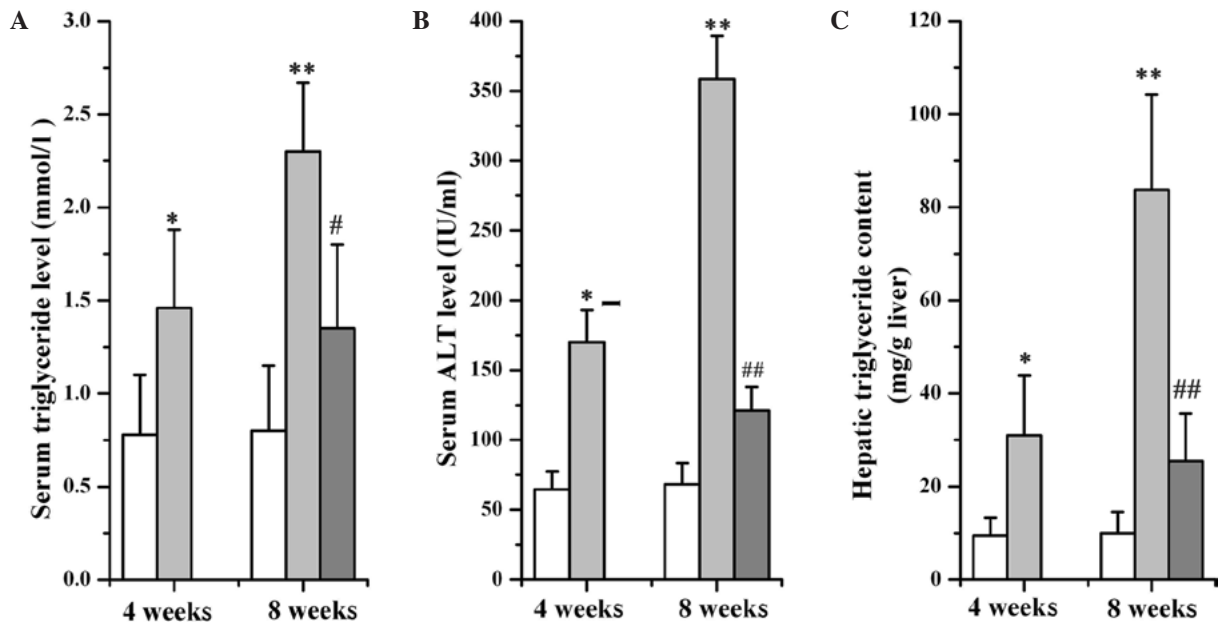 A
Serum triglyceride level (mmol/l )
3.0
2.5
2.0
1.5
1.0
0.5
0.0
*
**
#
4 weeks
8 weeks
B
Serum ALT level (IU/ml)
400
350
300
250
200
150
100
50
0
*
**
##
4 weeks
8 weeks
C
Hepatic triglyceride content
(mg/g liver)
120
100
80
60
40
20
0
*
**
##
4 weeks
8 weeks